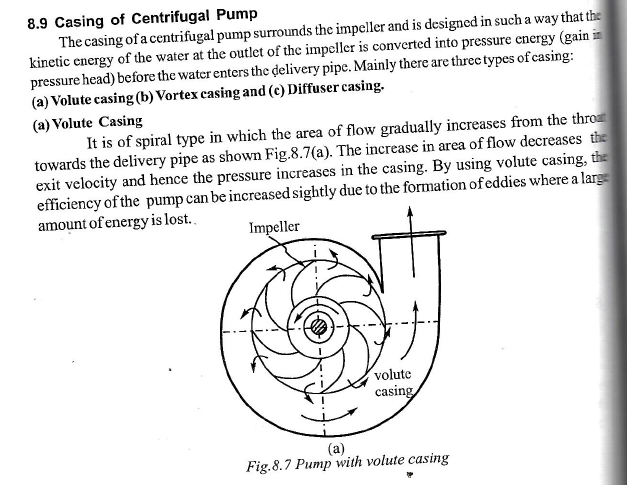 8.9 Casing of Centrifugal Pump
The casing of a centrifugal pump surrounds the impeller and is designed in such a way that the
kinetic energy of the water at the outlet of the impeller is converted into pressure energy (gain in
pressure head) before the water enters the delivery pipe. Mainly there are three types of casing:
(a) Volute casing (b) Vortex casing and (c) Diffuser casing.
(a) Volute Casing
It is of spiral type in which the area of flow gradually increases from the throat
towards the delivery pipe as shown Fig.8.7(a). The increase in area of flow decreases the
exit velocity and hence the pressure increases in the casing. By using volute casing, the
efficiency of the pump can be increased sightly due to the formation of eddies where a large
amount of energy is lost.
Impeller
volute
casing
(a)
Fig.8.7 Pump with volute casing